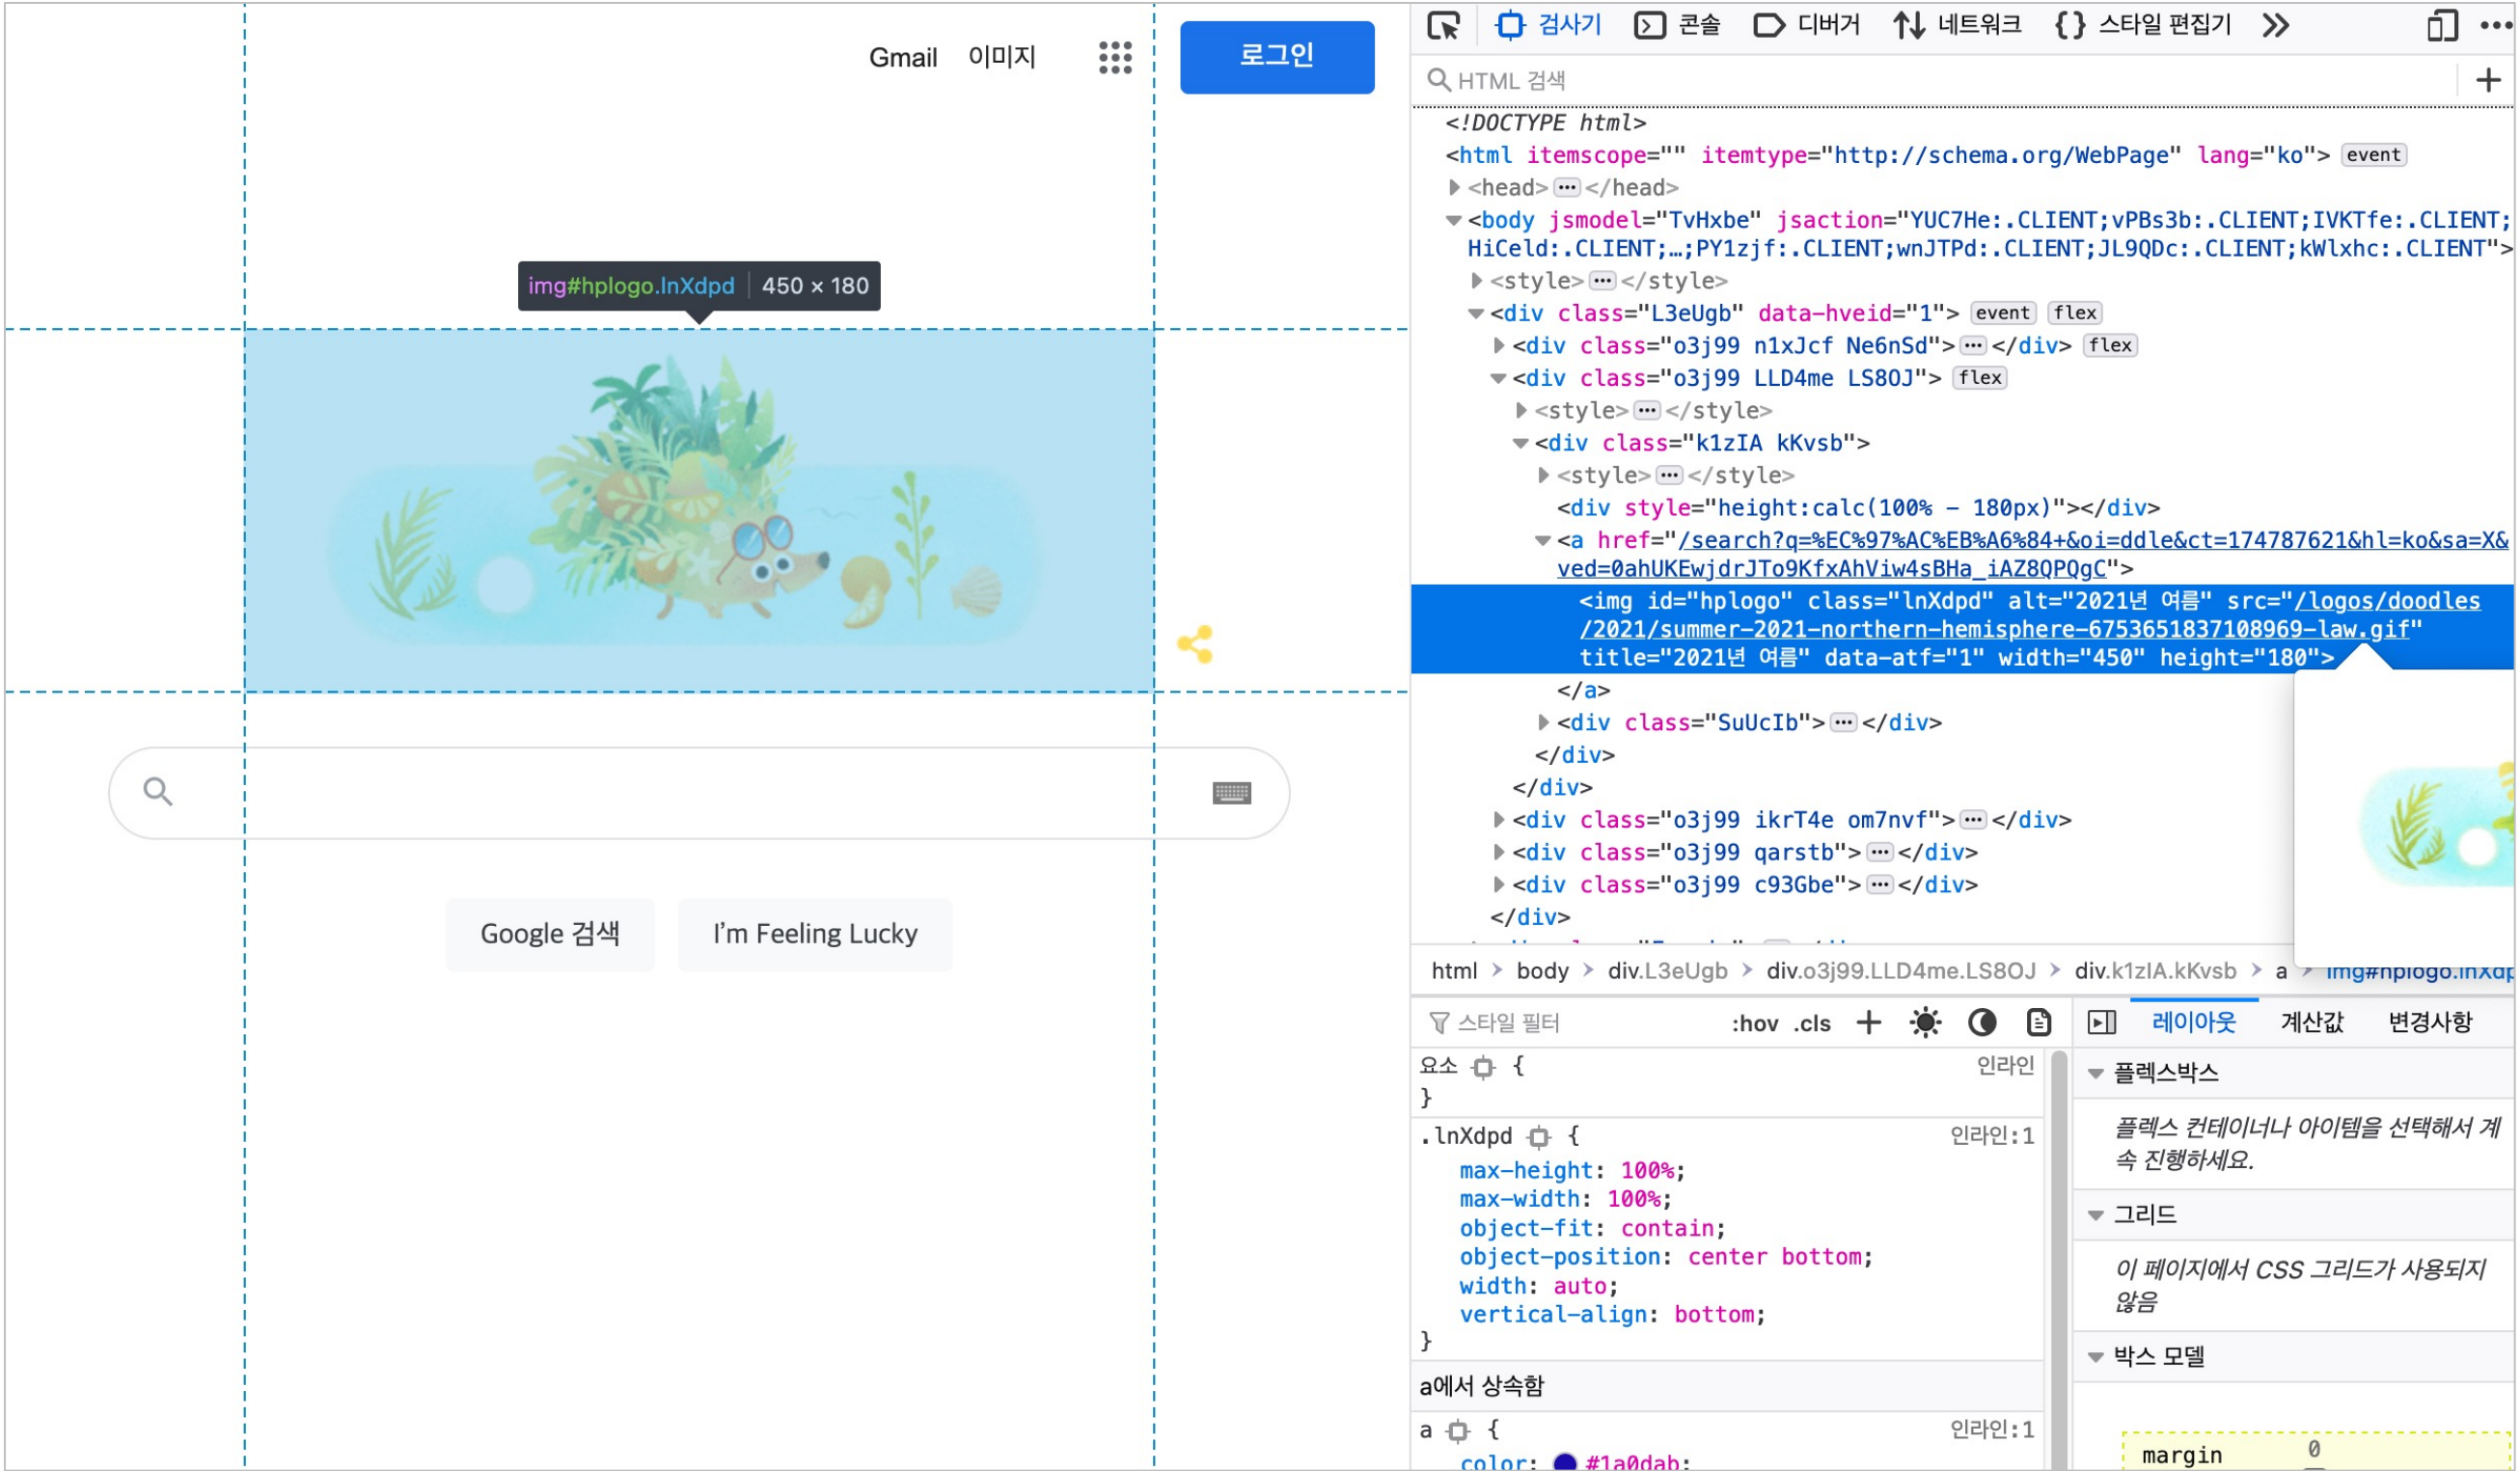 Gmail 이미지 로그인
img#hplogo.lnXdpd 450 × 180
Google 검색 I'm Feeling Lucky
검사기 콘솔 디버거 네트워크 스타일 편집기
HTML 검색
<!DOCTYPE html>
<html itemscope="" itemtype="http://schema.org/WebPage" lang="ko"> event
<head> ··· </head>
<body jsmodel="TvHxbe" jsaction="YUC7He:.CLIENT;vPBs3b:.CLIENT;IVKTfe:.CLIENT;
HiCeld:.CLIENT;…;PY1zjf:.CLIENT;wnJTPd:.CLIENT;JL9QDc:.CLIENT;kWlxhc:.CLIENT">
<style> ··· </style>
<div class="L3eUgb" data-hveid="1"> event flex
<div class="o3j99 n1xJcf Ne6nSd"> ··· </div> flex
<div class="o3j99 LLD4me LS8OJ"> flex
<style> ··· </style>
<div class="k1zIA kKvsb">
<style> ··· </style>
<div style="height:calc(100% - 180px)"></div>
<a href="/search?q=%EC%97%AC%EB%A6%84+&oi=ddle&ct=174787621&hl=ko&sa=X&
ved=0ahUKEwjdrJTo9KfxAhViw4sBHa_iAZ8QPQgC">
<img id="hplogo" class="lnXdpd" alt="2021년 여름" src="/logos/doodles
/2021/summer-2021-northern-hemisphere-6753651837108969-law.gif"
title="2021년 여름" data-atf="1" width="450" height="180">
</a>
<div class="SuUcIb"> ··· </div>
</div>
</div>
<div class="o3j99 ikrT4e om7nvf"> ··· </div>
<div class="o3j99 qarstb"> ··· </div>
<div class="o3j99 c93Gbe"> ··· </div>
</div>
html body div.L3eUgb div.o3j99.LLD4me.LS8OJ div.k1zIA.kKvsb a img#hplogo.lnXdp
스타일 필터 :hov .cls
요소 { 인라인
}
.lnXdpd { 인라인:1
max-height: 100%;
max-width: 100%;
object-fit: contain;
object-position: center bottom;
width: auto;
vertical-align: bottom;
}
a에서 상속함
a { 인라인:1
color: #1a0dab;
레이아웃 계산값 변경사항
플렉스박스
플렉스 컨테이너나 아이템을 선택해서 계
속 진행하세요.
그리드
이 페이지에서 CSS 그리드가 사용되지
않음
박스 모델
margin 0